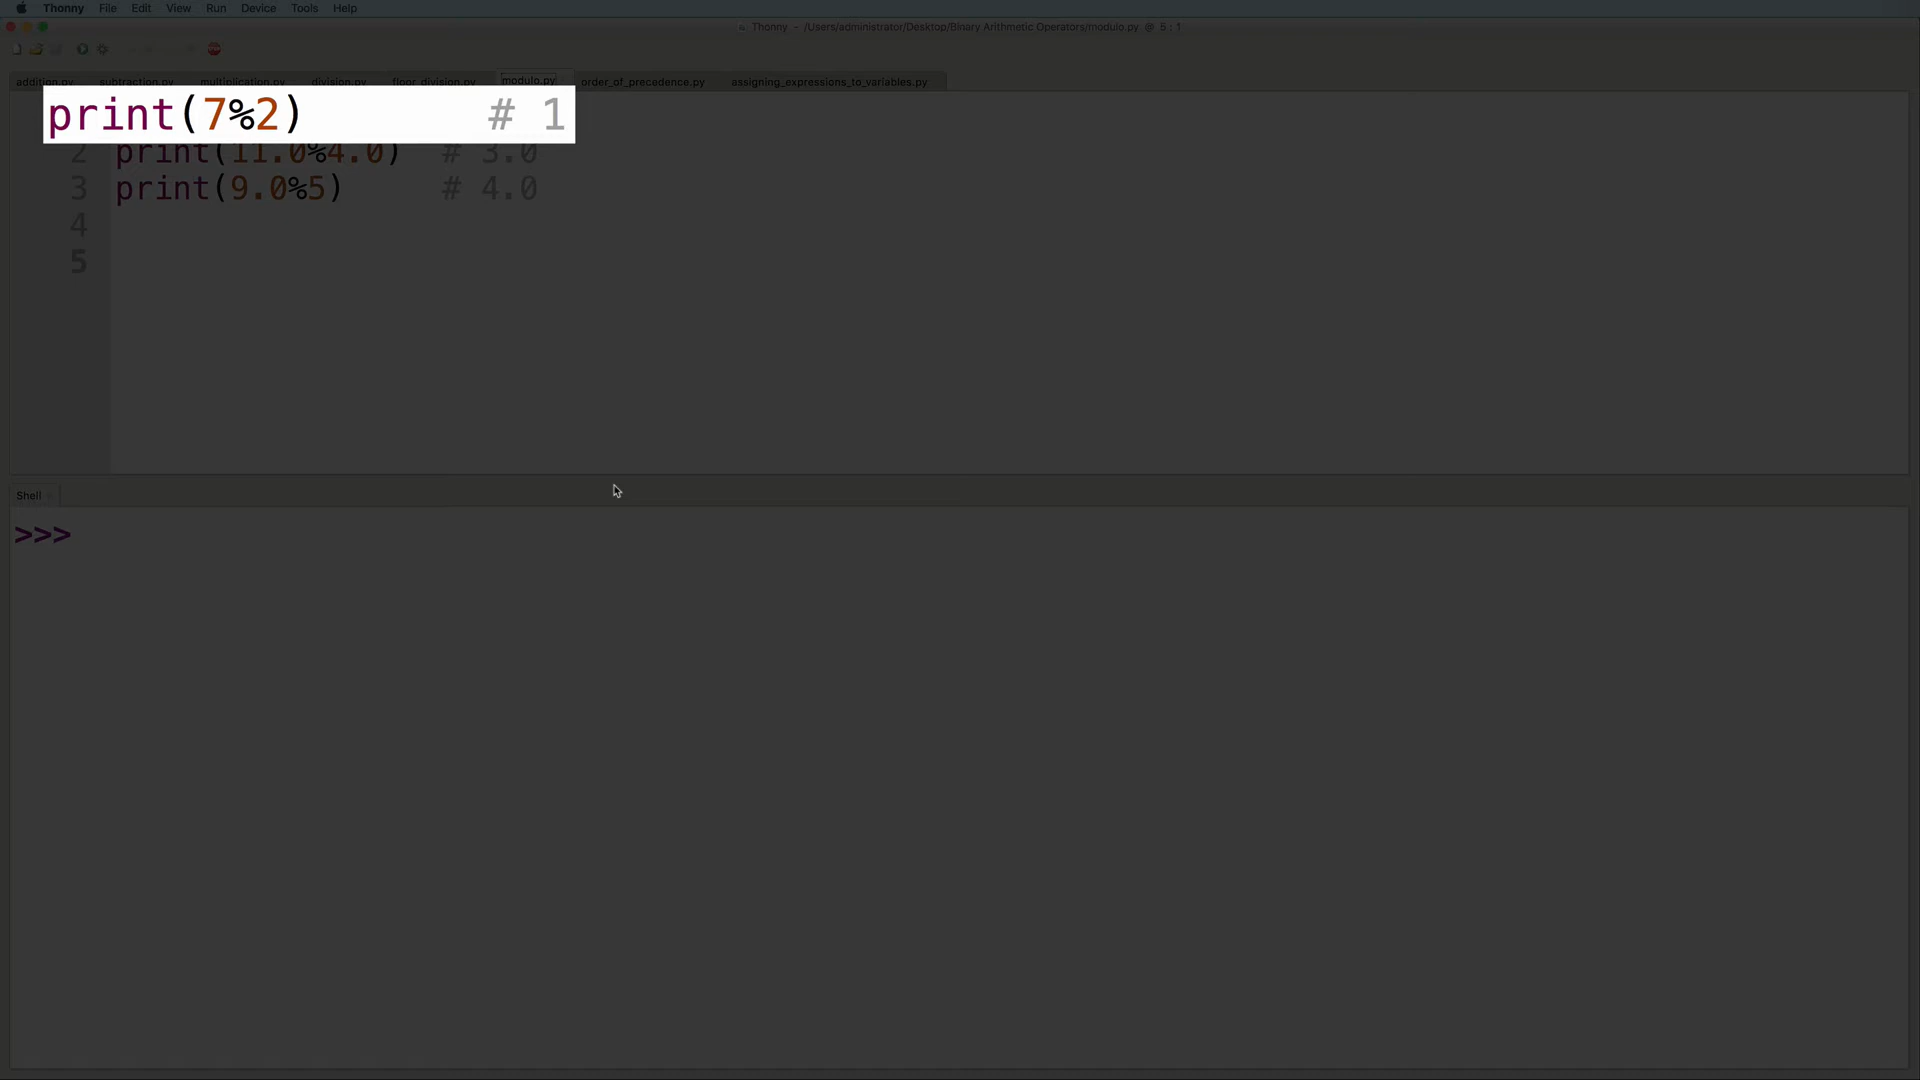 Thonny File Edit View Run Device Tools Help
Thonny - /Users/administrator/Desktop/Binary Arithmetic Operators/modulo.py @ 5 : 1
addition.py subtraction.py multiplication.py division.py floor_division.py modulo.py order_of_precedence.py assigning_expressions_to_variables.py
print(7%2) # 1
2 print(11.0%4.0) # 3.0
3 print(9.0%5) # 4.0
4
5
Shell
>>>